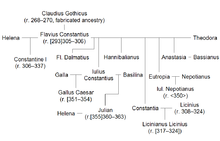 Claudius Gothicus
(r. 268–270, fabricated ancestry)
Helena Flavius Constantius Theodora
(r. [293]305–306)
Constantine I Fl. Dalmatius Hannibalianus Anastasia Bassianus
(r. 306–337)
Galla Iulius Constantius Basilina Eutropia Nepotianus
Gallus Caesar Iul. Nepotianus
(r. [351–354]) (r. <350>)
Helena Julian Constantia Licinius
(r.[355]360–363) (r. 308–324)
Licinianus Licinius
(r. [317–324])